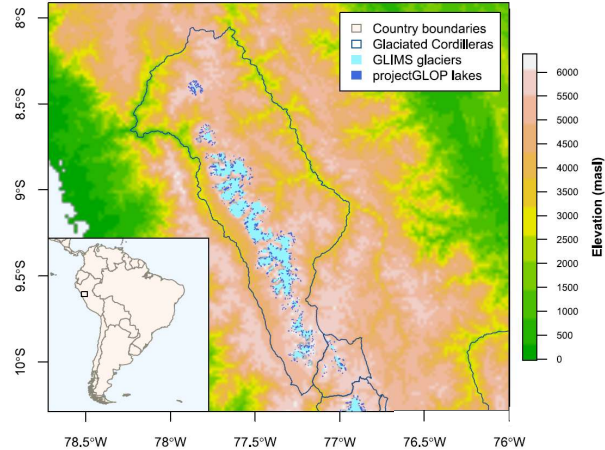 8°S
8.5°S
9°S
9.5°S
10°S
Country boundaries
Glaciated Cordilleras
GLIMS glaciers
projectGLOP lakes
6000
5500
5000
4500
4000
3500
3000
2500
2000
1500
1000
500
0
Elevation (masl)
78.5°W
78°W
77.5°W
77°W
76.5°W
76°W